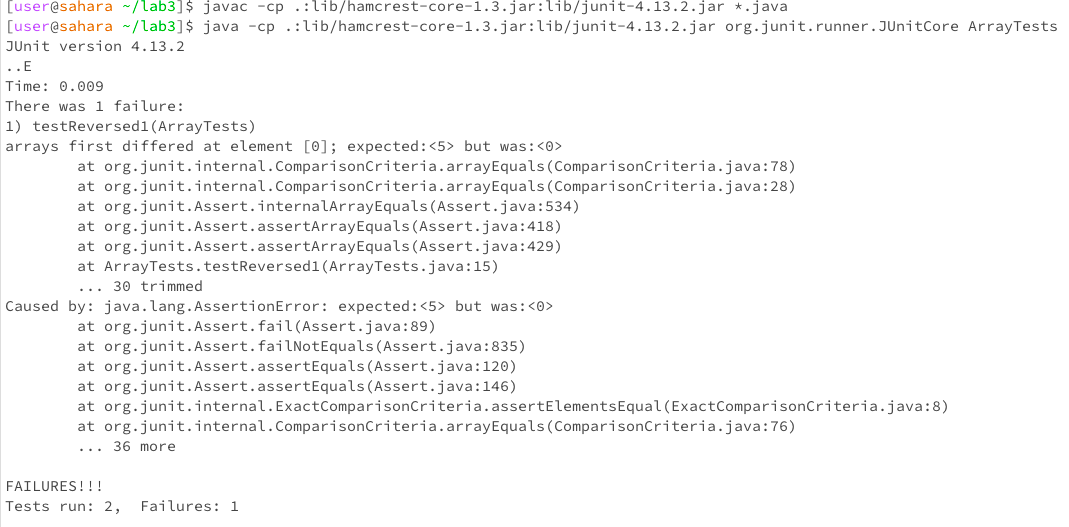 [user@sahara ~/lab3]$ javac -cp .:lib/hamcrest-core-1.3.jar:lib/junit-4.13.2.jar *.java
[user@sahara ~/lab3]$ java -cp .:lib/hamcrest-core-1.3.jar:lib/junit-4.13.2.jar org.junit.runner.JUnitCore ArrayTests
JUnit version 4.13.2
..E
Time: 0.009
There was 1 failure:
1) testReversed1(ArrayTests)
arrays first differed at element [0]; expected:<5> but was:<0>
        at org.junit.internal.ComparisonCriteria.arrayEquals(ComparisonCriteria.java:78)
        at org.junit.internal.ComparisonCriteria.arrayEquals(ComparisonCriteria.java:28)
        at org.junit.Assert.internalArrayEquals(Assert.java:534)
        at org.junit.Assert.assertArrayEquals(Assert.java:418)
        at org.junit.Assert.assertArrayEquals(Assert.java:429)
        at ArrayTests.testReversed1(ArrayTests.java:15)
        ... 30 trimmed
Caused by: java.lang.AssertionError: expected:<5> but was:<0>
        at org.junit.Assert.fail(Assert.java:89)
        at org.junit.Assert.failNotEquals(Assert.java:835)
        at org.junit.Assert.assertEquals(Assert.java:120)
        at org.junit.Assert.assertEquals(Assert.java:146)
        at org.junit.internal.ExactComparisonCriteria.assertElementsEqual(ExactComparisonCriteria.java:8)
        at org.junit.internal.ComparisonCriteria.arrayEquals(ComparisonCriteria.java:76)
        ... 36 more

FAILURES!!!
Tests run: 2,  Failures: 1